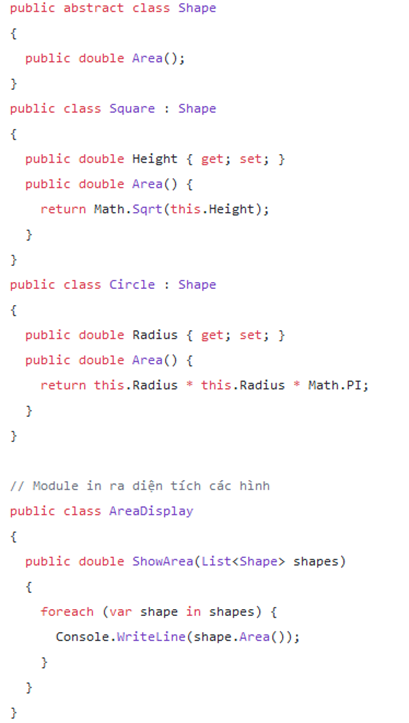 public abstract class Shape
{
  public double Area();
}
public class Square : Shape
{
  public double Height { get; set; }
  public double Area() {
    return Math.Sqrt(this.Height);
  }
}
public class Circle : Shape
{
  public double Radius { get; set; }
  public double Area() {
    return this.Radius * this.Radius * Math.PI;
  }
}

// Module in ra diện tích các hình
public class AreaDisplay
{
  public double ShowArea(List<Shape> shapes)
  {
    foreach (var shape in shapes) {
      Console.WriteLine(shape.Area());
    }
  }
}